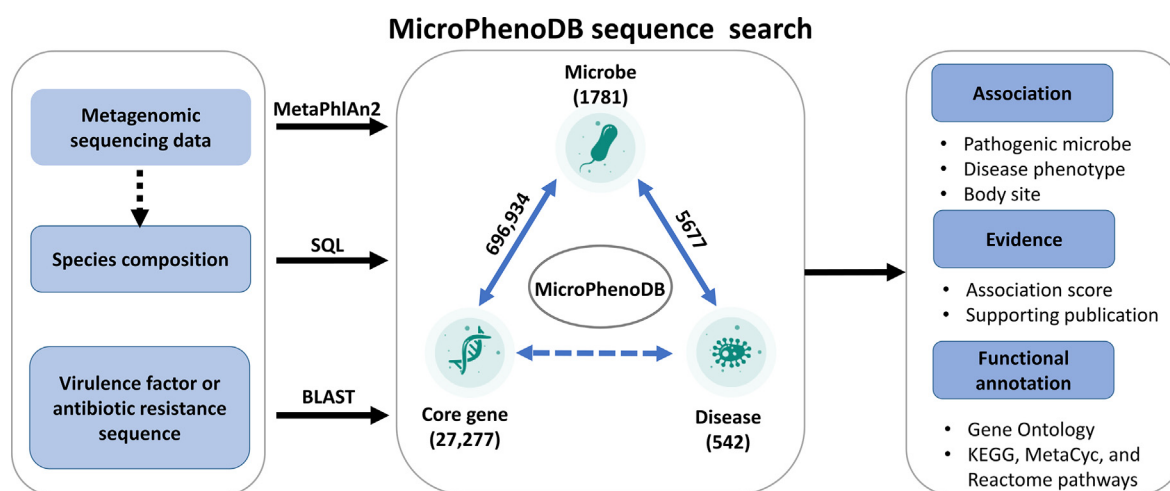 MicroPhenoDB sequence search
Metagenomic
sequencing data
Species composition
Virulence factor or
antibiotic resistance
sequence
MetaPhlAn2
SQL
BLAST
Microbe
(1781)
696,934
5677
MicroPhenoDB
Core gene
(27,277)
Disease
(542)
Association
• Pathogenic microbe
• Disease phenotype
• Body site
Evidence
• Association score
• Supporting publication
Functional
annotation
• Gene Ontology
• KEGG, MetaCyc, and
Reactome pathways